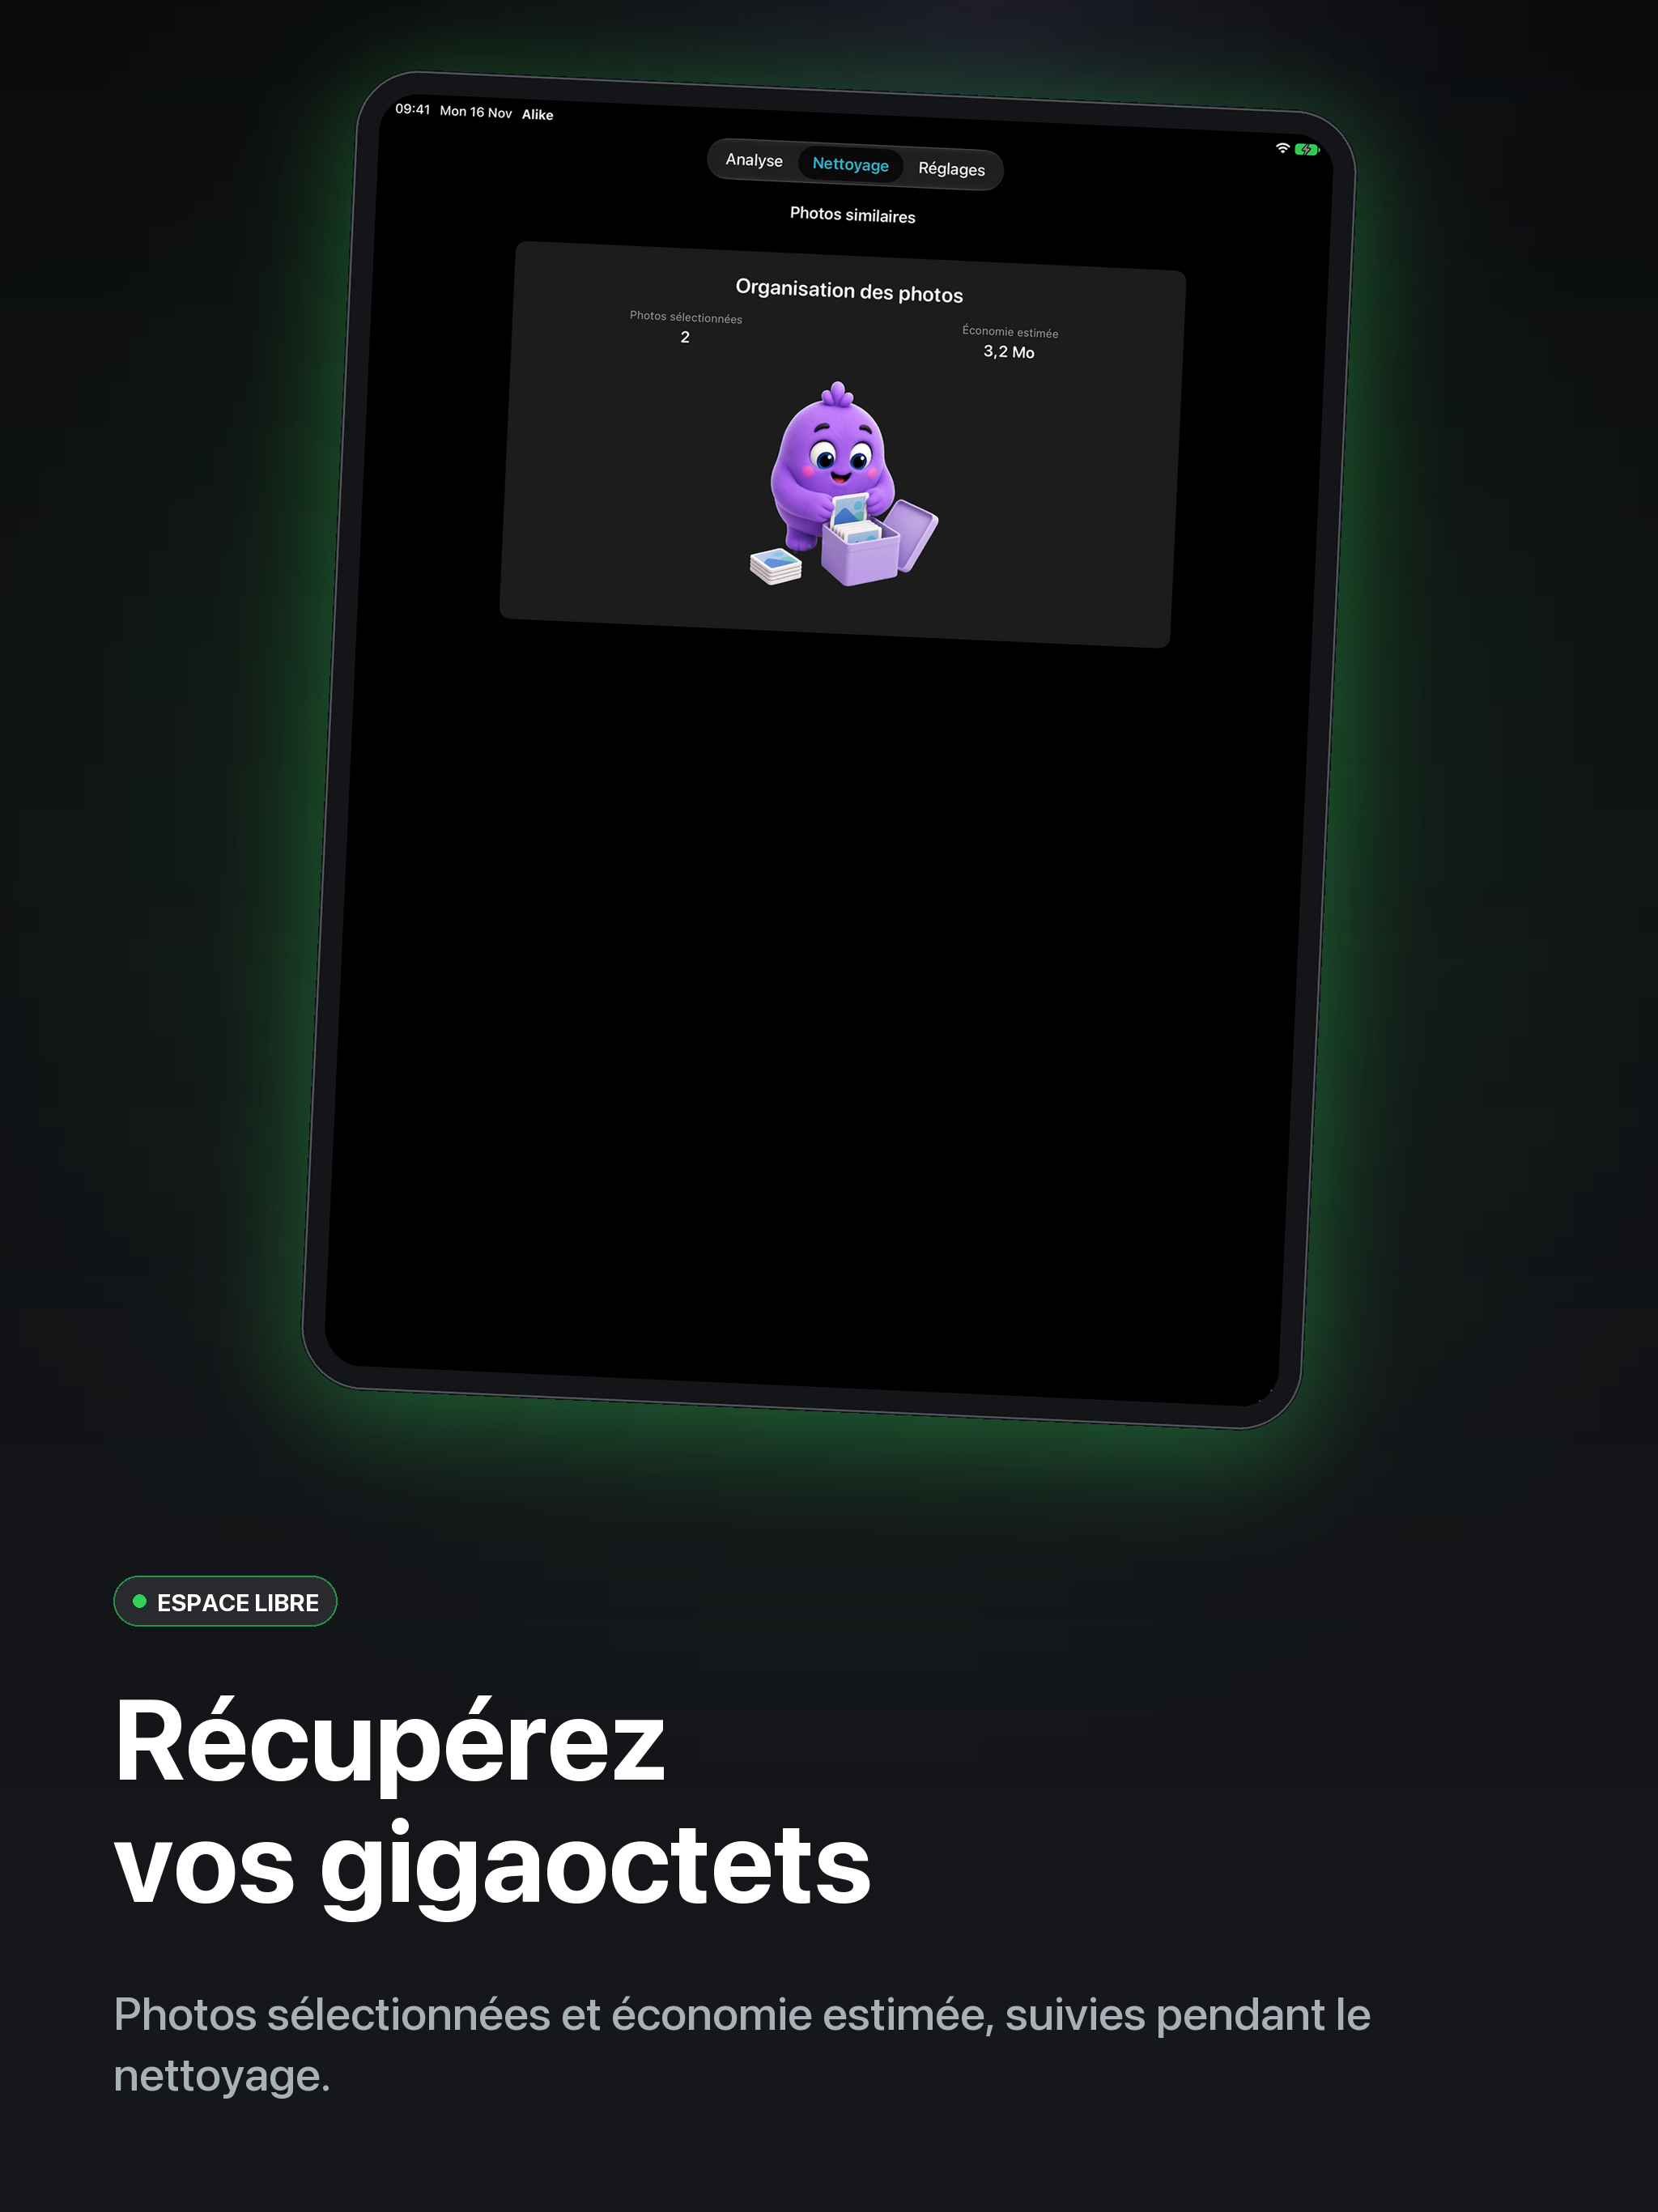 09:41 Mon 16 Nov Alike
Analyse Nettoyage Réglages
Photos similaires
Organisation des photos
Photos sélectionnées
2
Économie estimée
3,2 Mo
ESPACE LIBRE
Récupérez
vos gigaoctets
Photos sélectionnées et économie estimée, suivies pendant le
nettoyage.